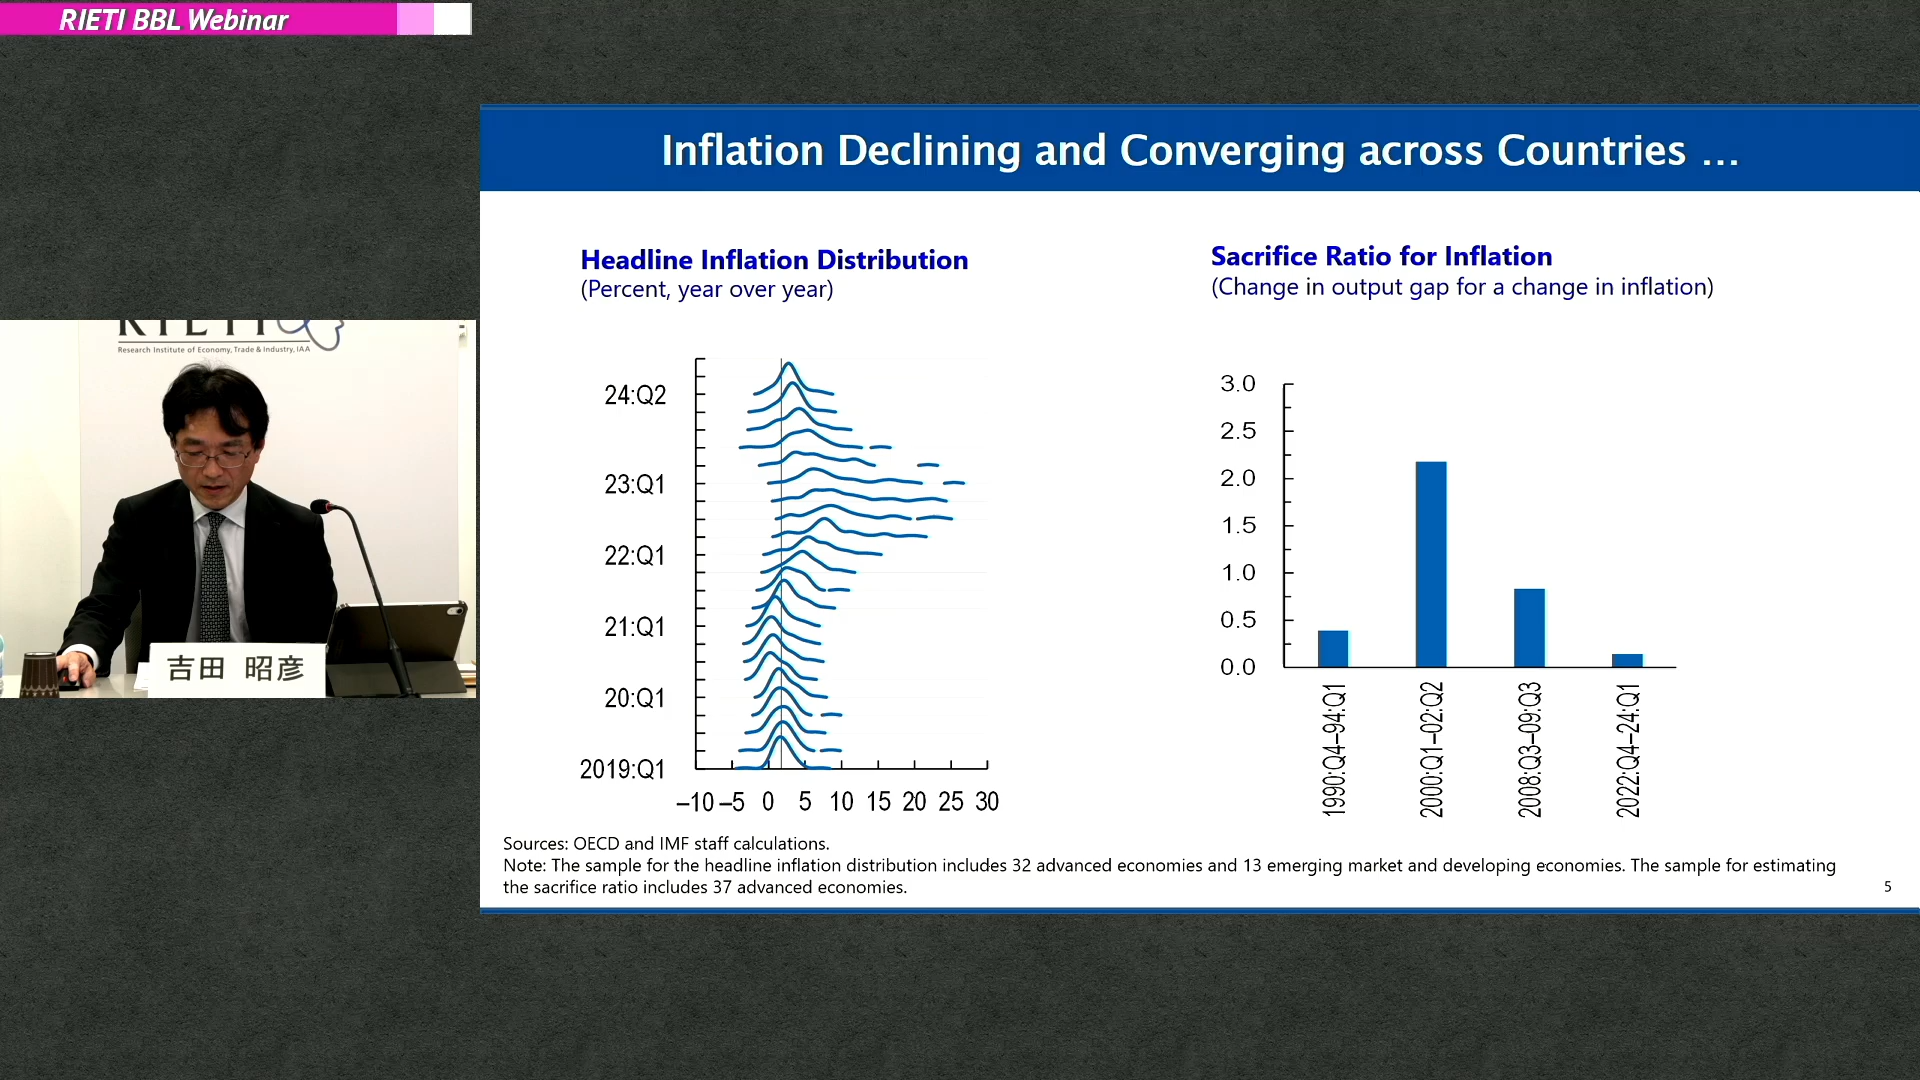 RIETI BBL Webinar
RIETI
Research Institute of Economy, Trade & Industry, IAA
吉田 昭彦
Inflation Declining and Converging across Countries ...
Headline Inflation Distribution
(Percent, year over year)
24:Q2
23:Q1
22:Q1
21:Q1
20:Q1
2019:Q1
–10 –5 0 5 10 15 20 25 30
Sacrifice Ratio for Inflation
(Change in output gap for a change in inflation)
3.0
2.5
2.0
1.5
1.0
0.5
0.0
1990:Q4–94:Q1
2000:Q1–02:Q2
2008:Q3–09:Q3
2022:Q4–24:Q1
Sources: OECD and IMF staff calculations.
Note: The sample for the headline inflation distribution includes 32 advanced economies and 13 emerging market and developing economies. The sample for estimating
the sacrifice ratio includes 37 advanced economies.
5